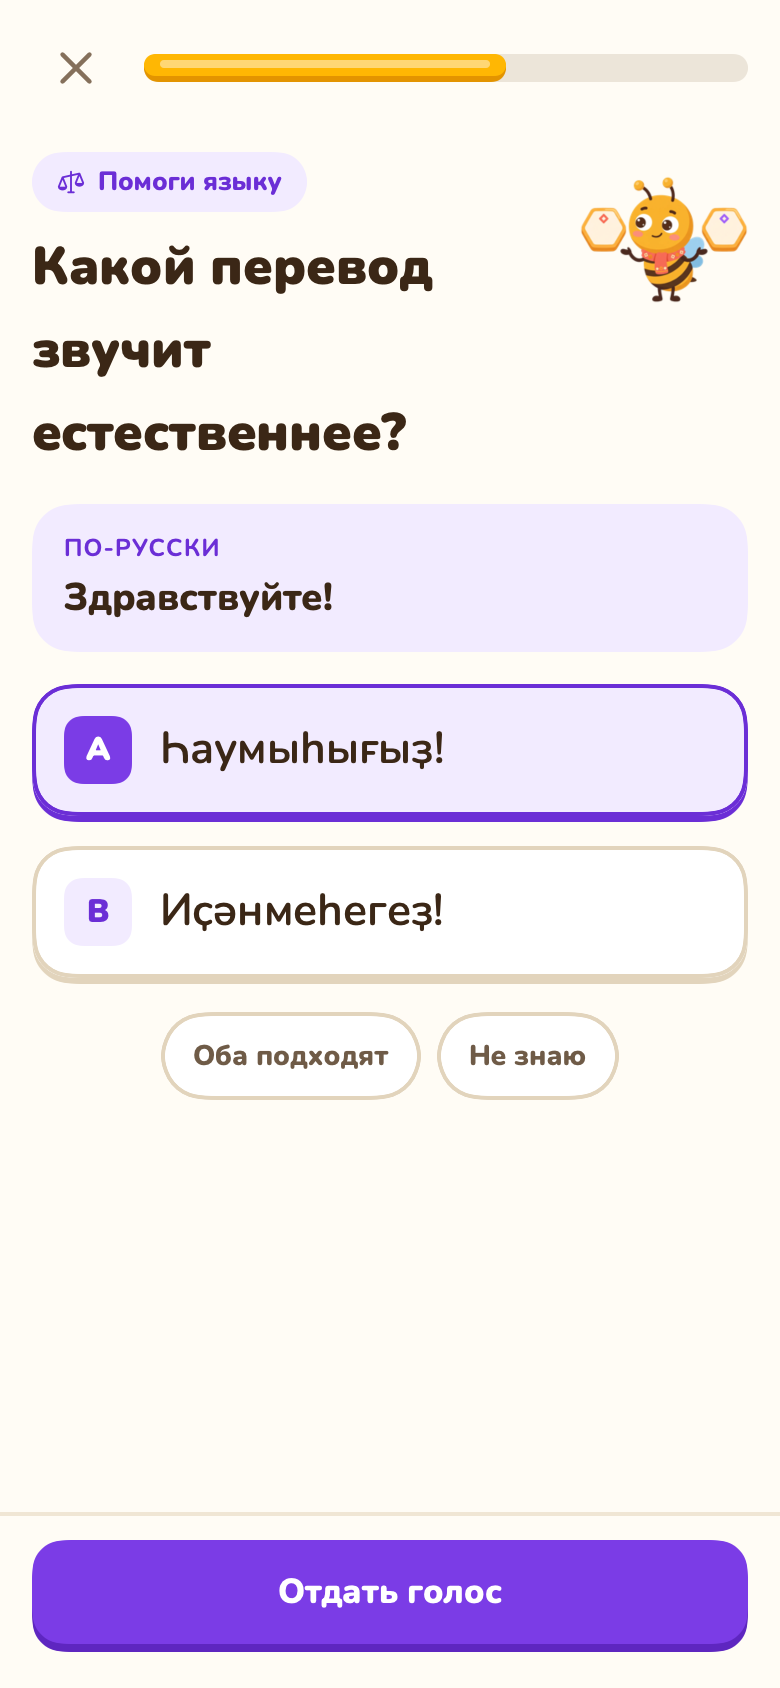 Помоги языку
Какой перевод
звучит
естественнее?
ПО-РУССКИ
Здравствуйте!
A
Һаумыһығыҙ!
B
Иҫәнмеһегеҙ!
Оба подходят
Не знаю
Отдать голос